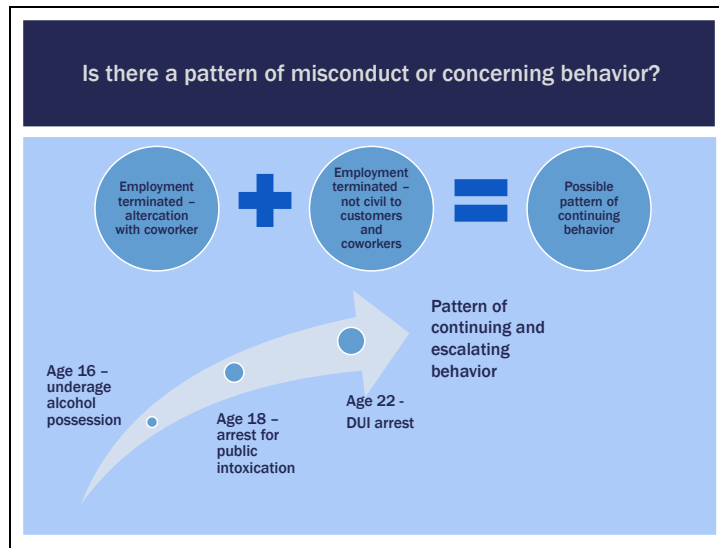 Is there a pattern of misconduct or concerning behavior?
Employment
terminated –
altercation
with coworker
Employment
terminated –
not civil to
customers
and
coworkers
Possible
pattern of
continuing
behavior
Pattern of
continuing and
escalating
behavior
Age 16 –
underage
alcohol
possession
Age 18 –
arrest for
public
intoxication
Age 22 -
DUI arrest